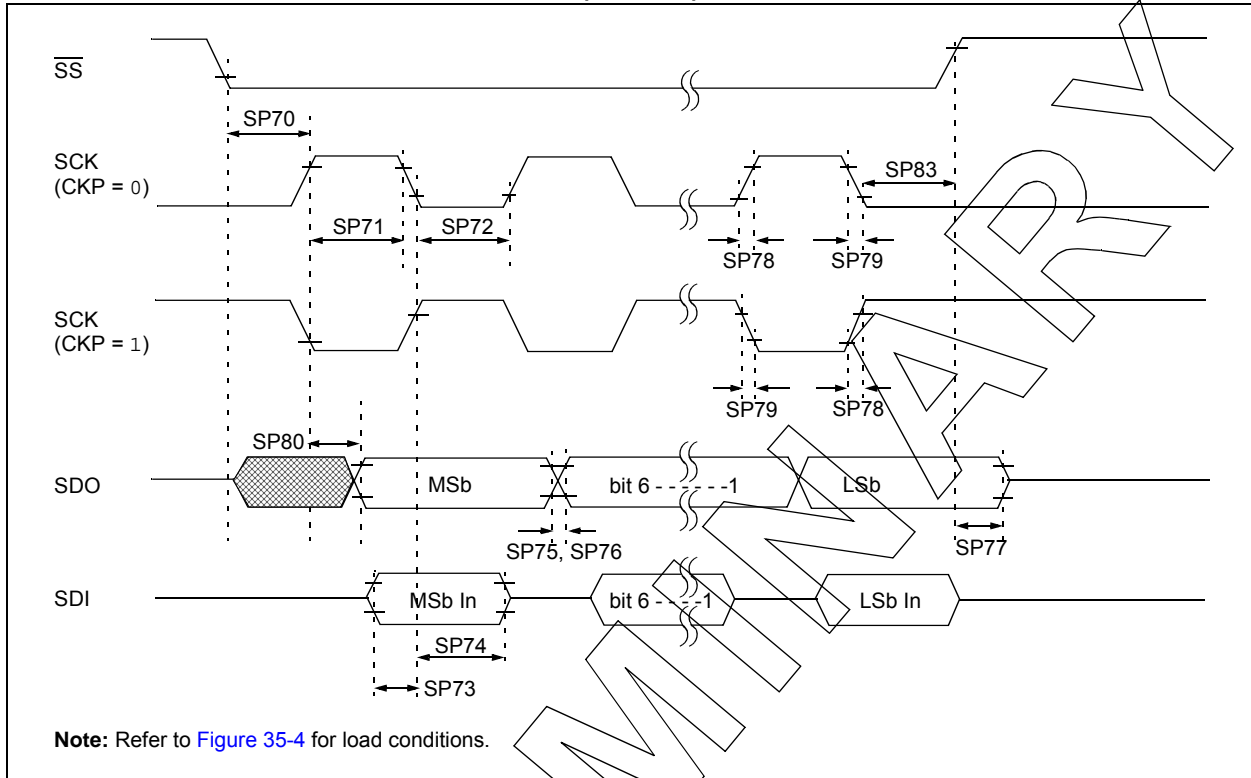 SS
SP70
SCK
(CKP = 0)
SP83
SP71
SP72
SP78
SP79
SCK
(CKP = 1)
SP79
SP78
SP80
SDO
MSb
bit 6 - - - - - -1
LSb
SP75, SP76
SP77
SDI
MSb In
bit 6 - - - -1
LSb In
SP74
SP73
Note: Refer to Figure 35-4 for load conditions.
MINARY